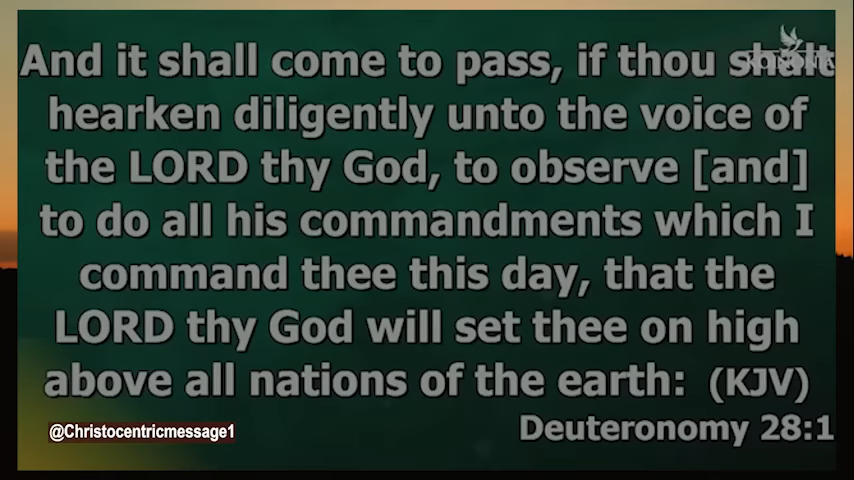 And it shall come to pass, if thou shalt
hearken diligently unto the voice of
the LORD thy God, to observe [and]
to do all his commandments which I
command thee this day, that the
LORD thy God will set thee on high
above all nations of the earth: (KJV)
Deuteronomy 28:1
@Christocentricmessage1
KOINONIA